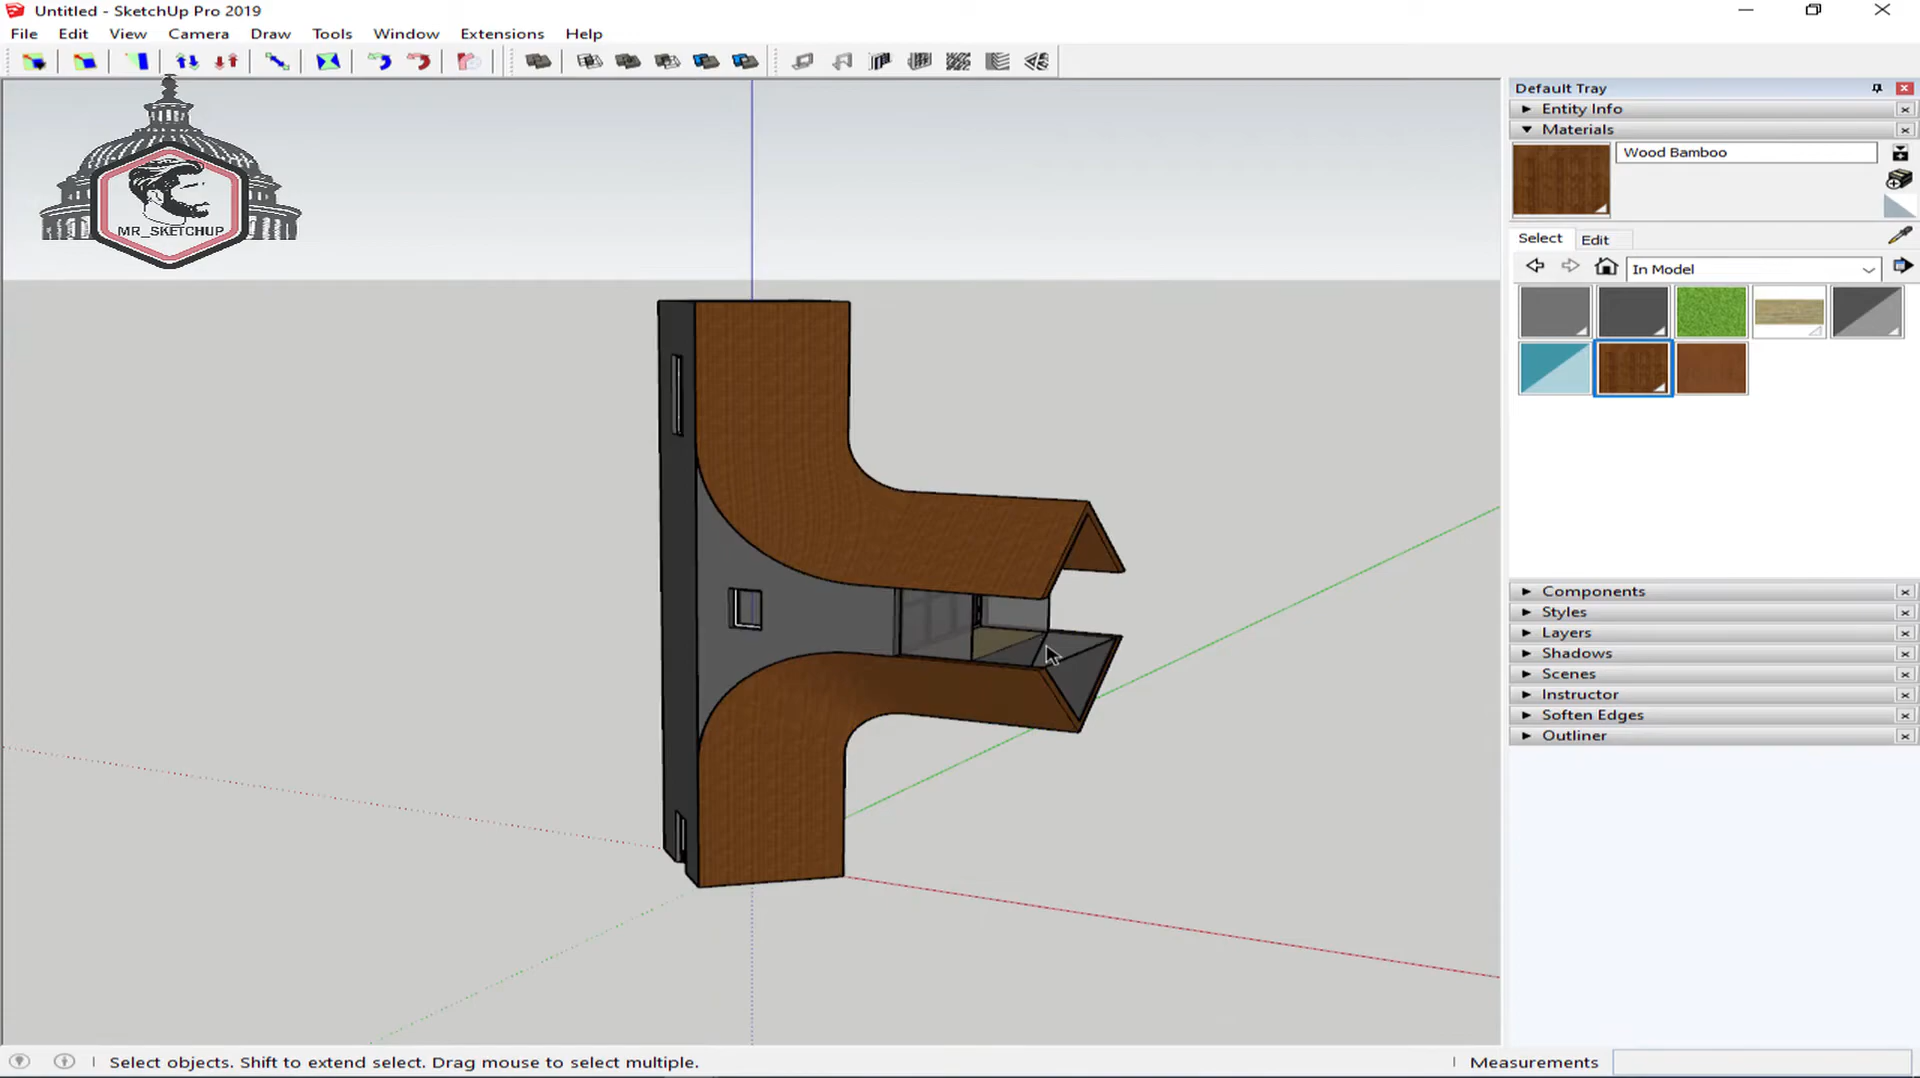 Untitled - SketchUp Pro 2019
File Edit View Camera Draw Tools Window Extensions Help
MR_SKETCHUP
Default Tray
Entity Info
Materials
Wood Bamboo
Select Edit
In Model
Components
Styles
Layers
Shadows
Scenes
Instructor
Soften Edges
Outliner
Select objects. Shift to extend select. Drag mouse to select multiple.
Measurements